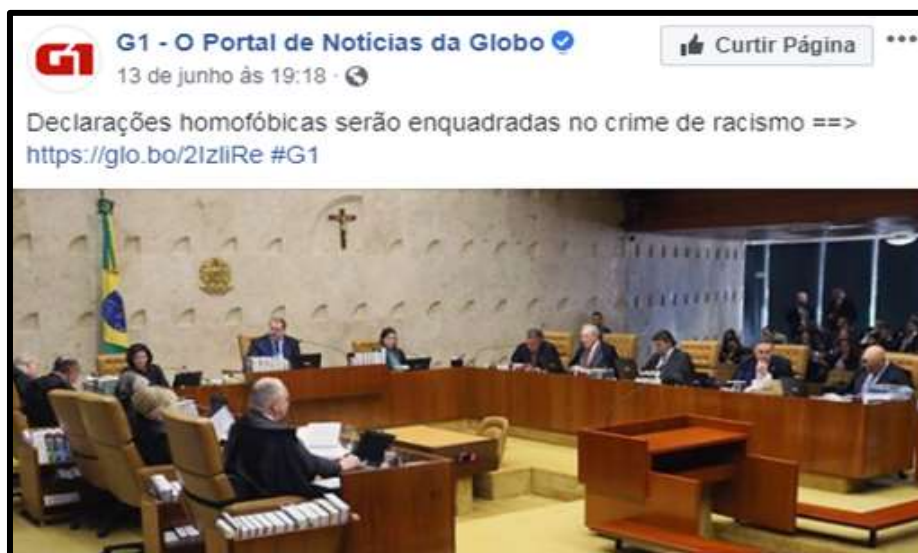 G1
G1 - O Portal de Notícias da Globo
Curtir Página
13 de junho às 19:18 ·
Declarações homofóbicas serão enquadradas no crime de racismo ==>
https://glo.bo/2IzliRe #G1